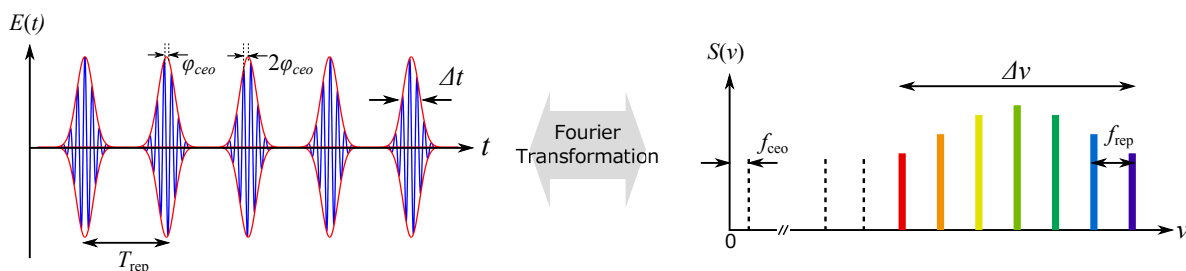 E(t)
φceo
2φceo
Δt
t
Trep
Fourier
Transformation
S(ν)
Δν
fceo
frep
0
//
ν